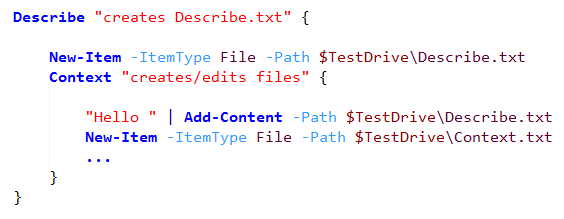 Describe "creates Describe.txt" {
New-Item -ItemType File -Path $TestDrive\Describe.txt
Context "creates/edits files" {
"Hello " | Add-Content -Path $TestDrive\Describe.txt
New-Item -ItemType File -Path $TestDrive\Context.txt
...
}
}